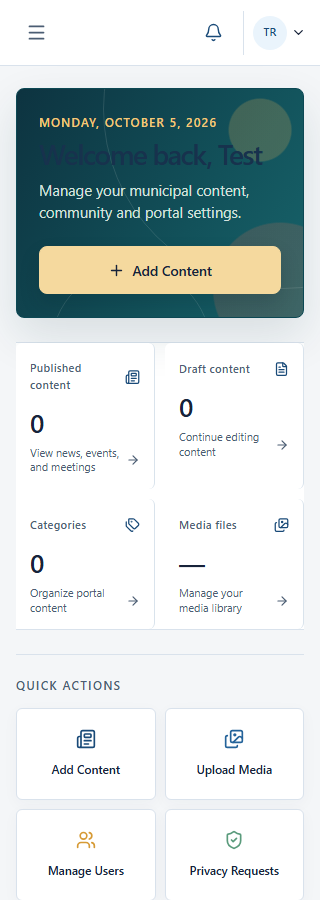 TR
MONDAY, OCTOBER 5, 2026
Welcome back, Test
Manage your municipal content,
community and portal settings.
Add Content
Published
content
0
View news, events,
and meetings
Draft content
0
Continue editing
content
Categories
0
Organize portal
content
Media files
—
Manage your
media library
QUICK ACTIONS
Add Content
Upload Media
Manage Users
Privacy Requests